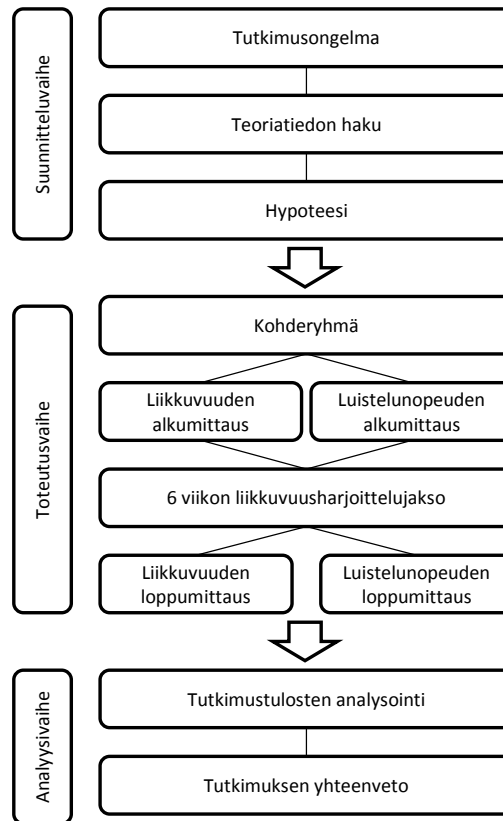 Suunnitteluvaihe
Tutkimusongelma
Teoriatiedon haku
Hypoteesi
Toteutusvaihe
Kohderyhmä
Liikkuvuuden
alkumittaus
Luistelunopeuden
alkumittaus
6 viikon liikkuvuusharjoittelujakso
Liikkuvuuden
loppumittaus
Luistelunopeuden
loppumittaus
Analyysivaihe
Tutkimustulosten analysointi
Tutkimuksen yhteenveto